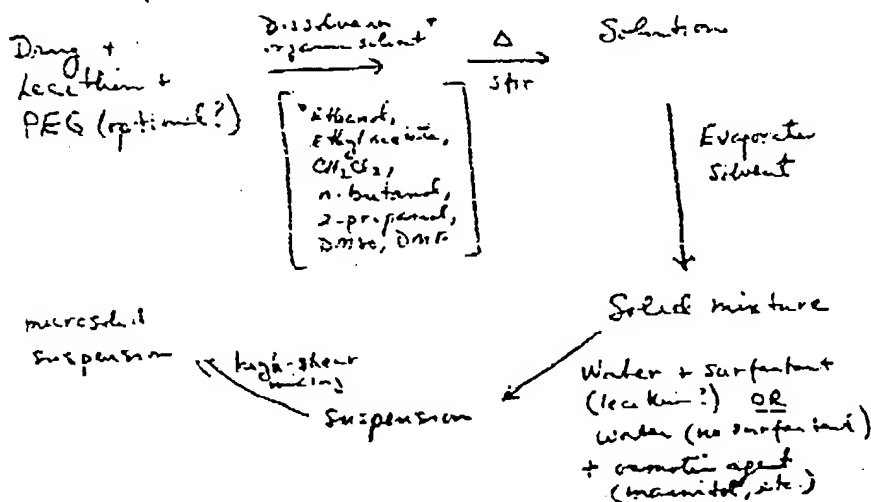 Drug +
Lecithin +
PEG (optional?)
Dissolve in
organic solvent *
Δ
stir
Solution
* Ethanol,
Ethyl acetate,
CH2Cl2,
n-butanol,
2-propanol,
DMSO, DMF
Evaporate
Solvent
Solid mixture
Water + surfactant
(lecithin?) OR
water (no surfactant)
+ osmotic agent
(mannitol, etc.)
suspension
high-shear
mixing
suspension